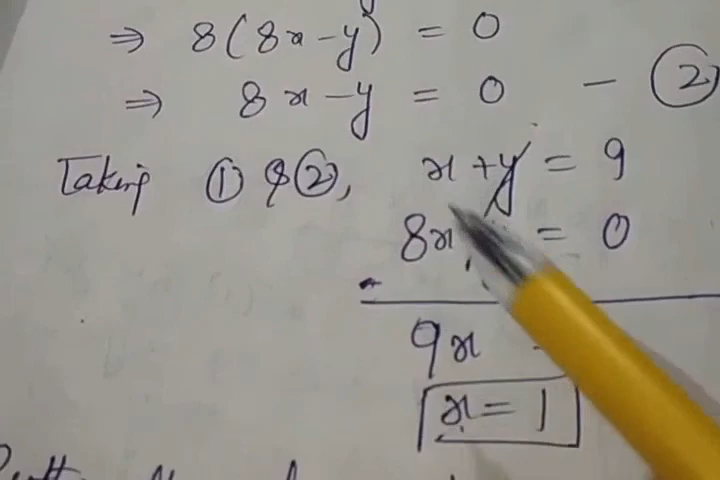 ⇒ 8(8x-y) = 0
⇒ 8x-y = 0 - ②
Taking ① & ②, x+y = 9
8x = 0
9x
x = 1